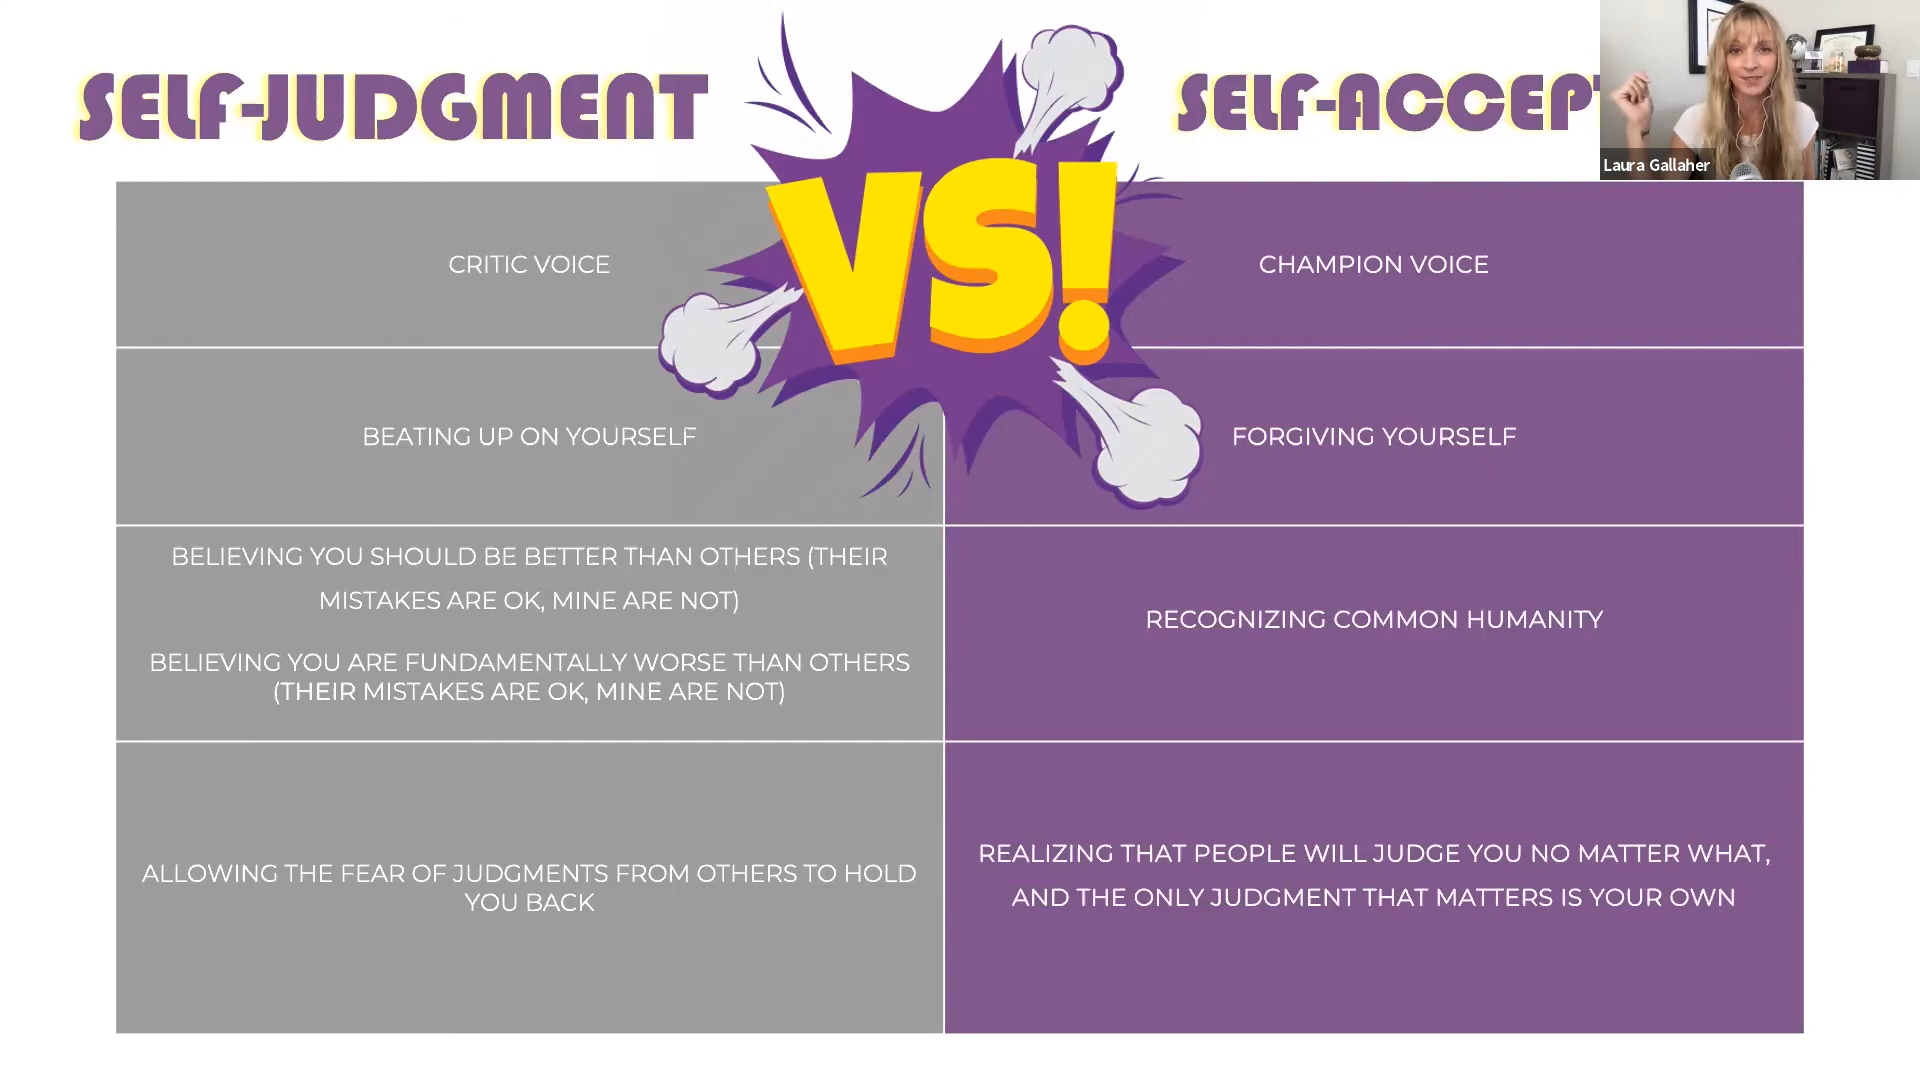 SELF-JUDGMENT
VS!
SELF-ACCEPT
Laura Gallaher
CRITIC VOICE
CHAMPION VOICE
BEATING UP ON YOURSELF
FORGIVING YOURSELF
BELIEVING YOU SHOULD BE BETTER THAN OTHERS (THEIR
MISTAKES ARE OK, MINE ARE NOT)
BELIEVING YOU ARE FUNDAMENTALLY WORSE THAN OTHERS
(THEIR MISTAKES ARE OK, MINE ARE NOT)
RECOGNIZING COMMON HUMANITY
ALLOWING THE FEAR OF JUDGMENTS FROM OTHERS TO HOLD
YOU BACK
REALIZING THAT PEOPLE WILL JUDGE YOU NO MATTER WHAT,
AND THE ONLY JUDGMENT THAT MATTERS IS YOUR OWN